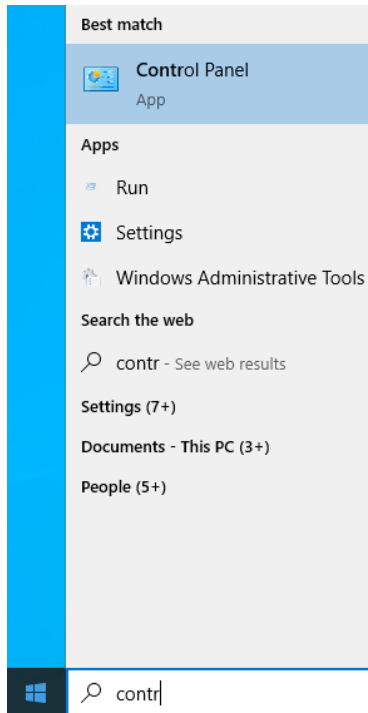 Best match
Control Panel
App
Apps
Run
Settings
Windows Administrative Tools
Search the web
contr - See web results
Settings (7+)
Documents - This PC (3+)
People (5+)
contr